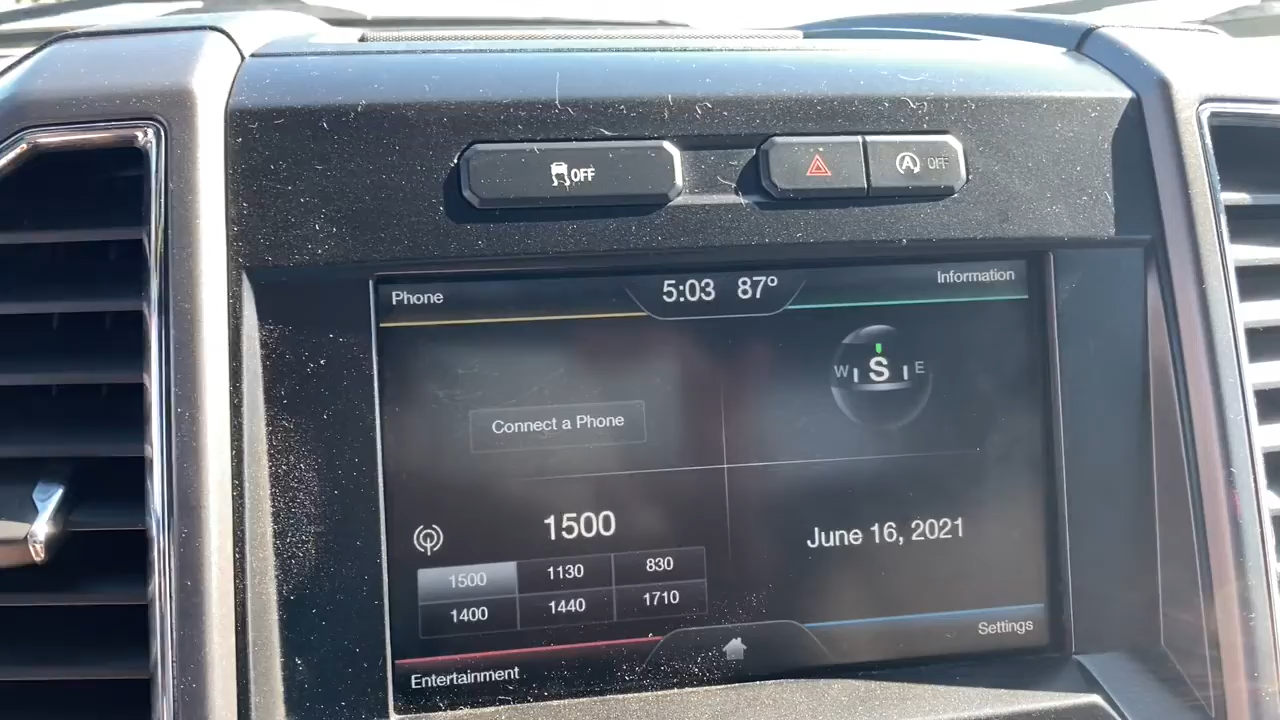 OFF
A OFF
Phone
5:03 87°
Information
W S E
Connect a Phone
1500
June 16, 2021
1500 1130 830
1400 1440 1710
Settings
Entertainment